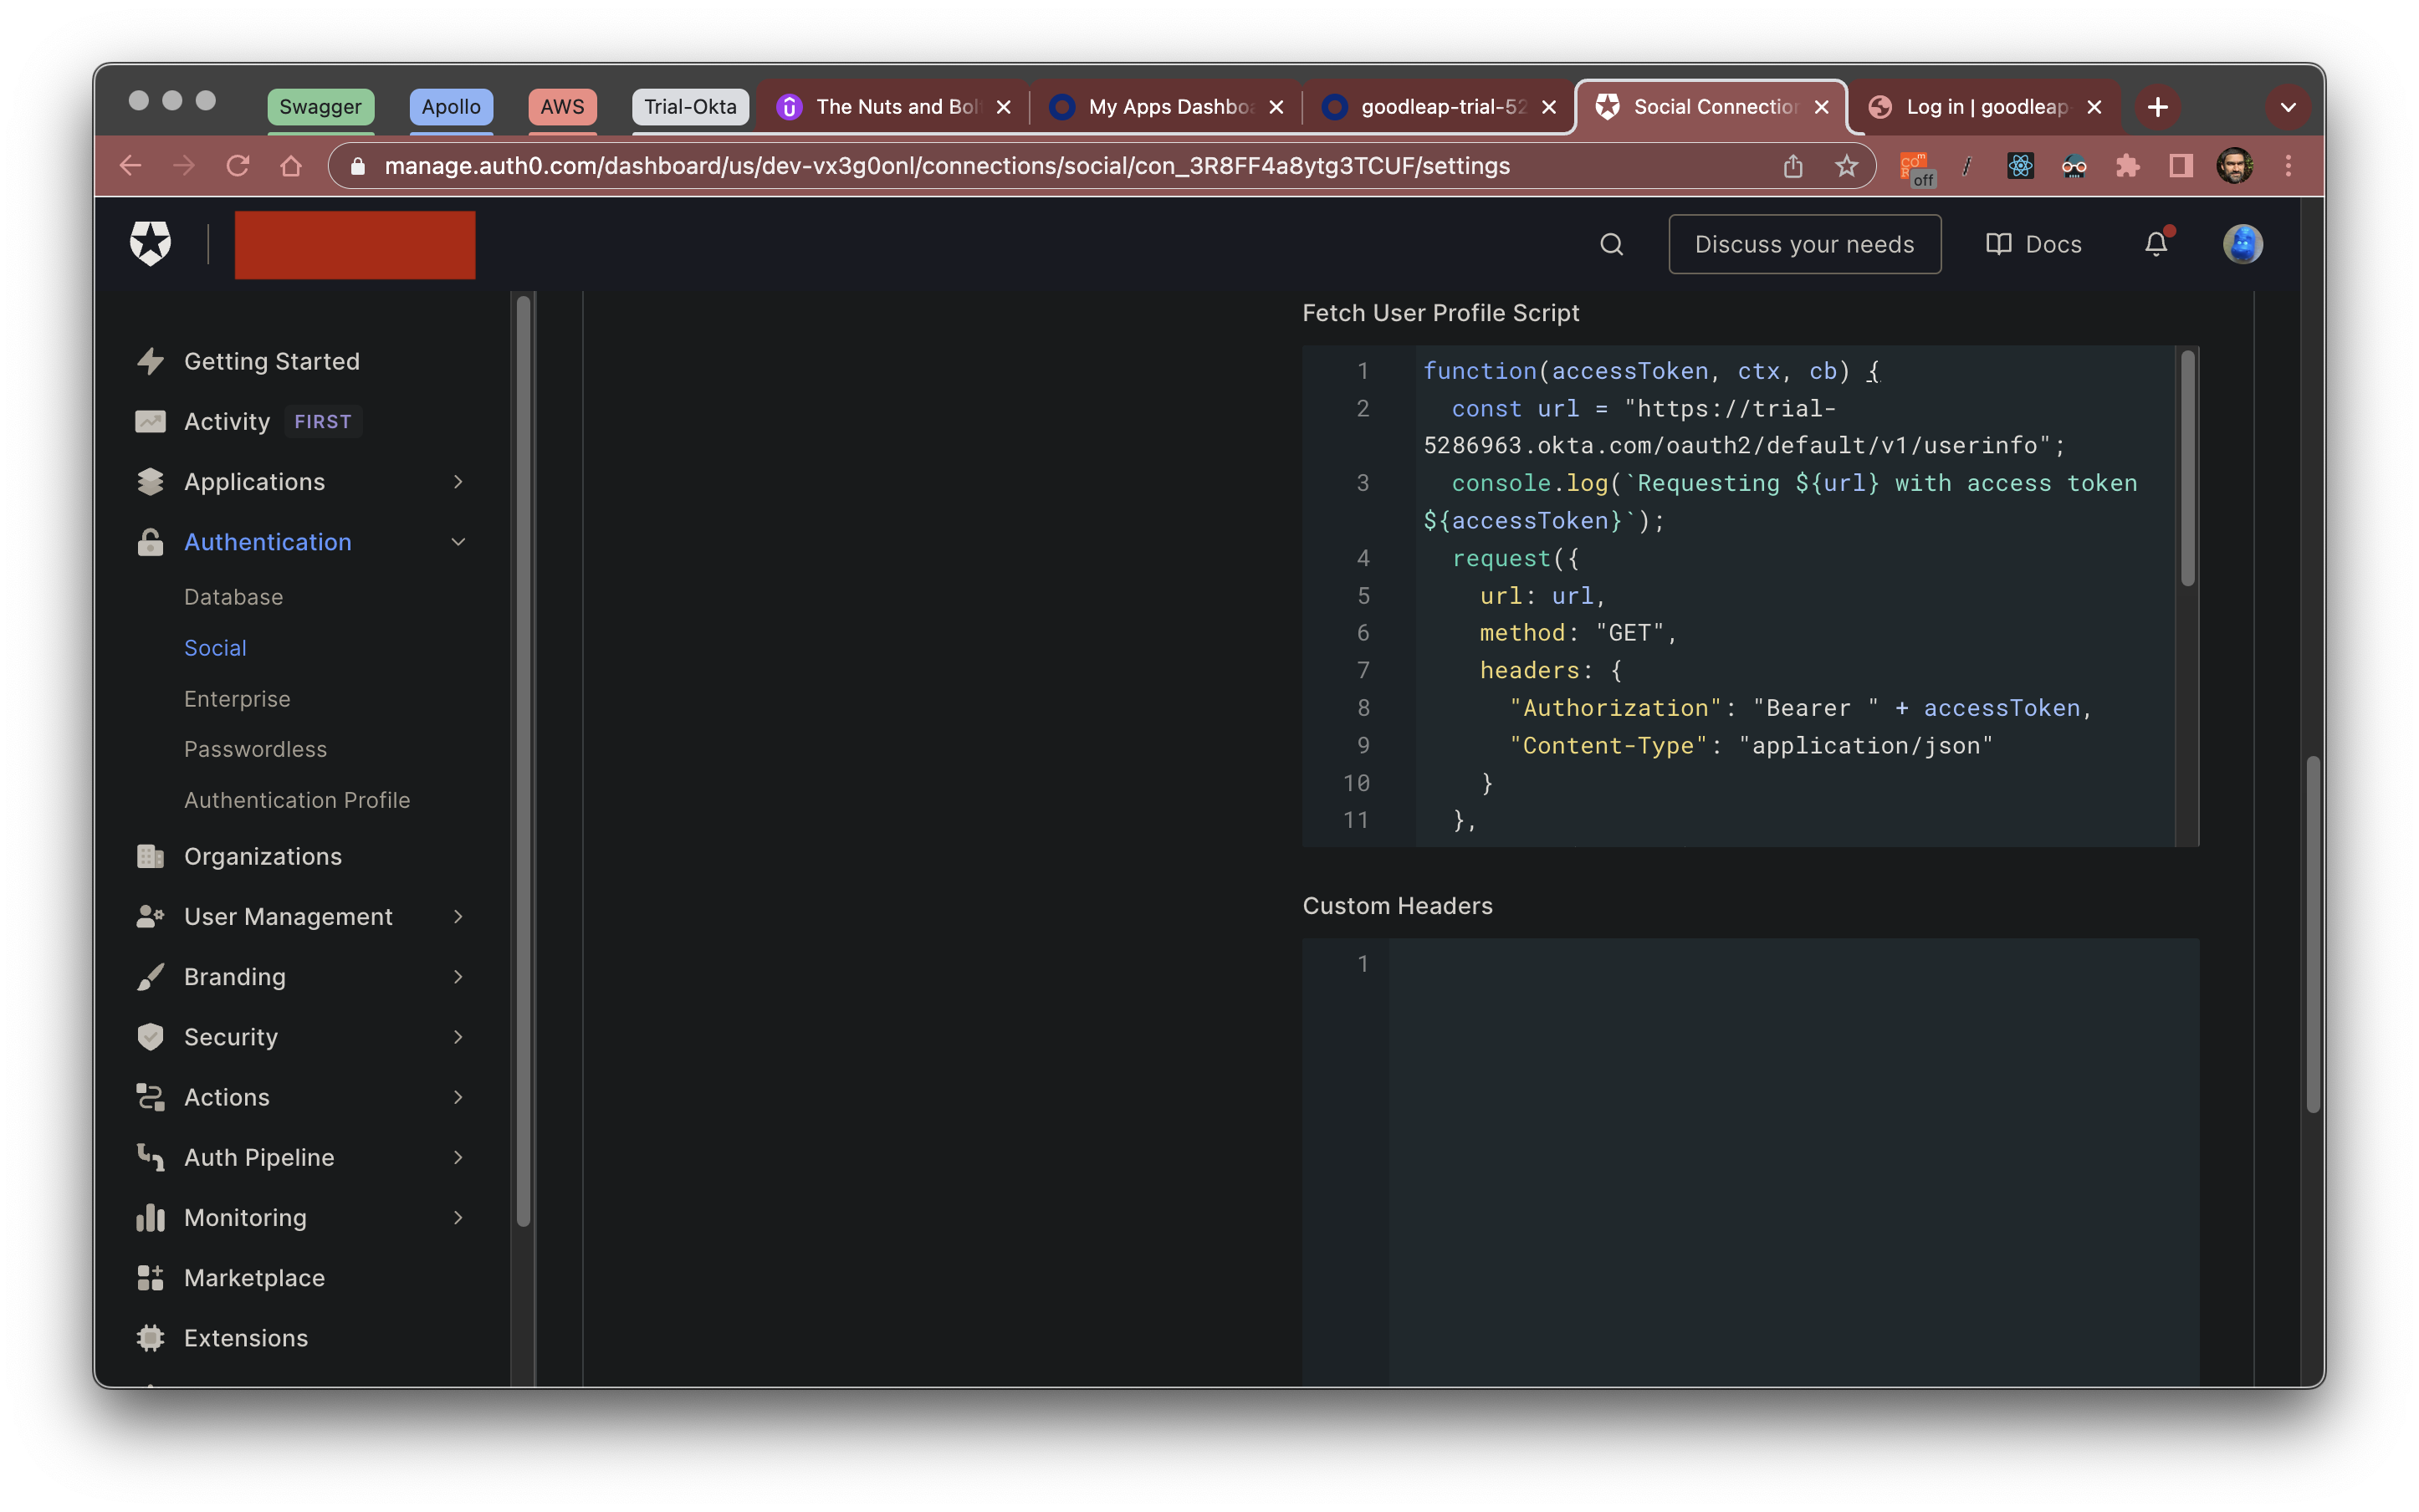 Swagger
Apollo
AWS
Trial-Okta
The Nuts and Bol
My Apps Dashbo
goodleap-trial-52
Social Connection
Log in | goodleap-
manage.auth0.com/dashboard/us/dev-vx3g0onl/connections/social/con_3R8FF4a8ytg3TCUF/settings
off
Discuss your needs
Docs
Getting Started
Activity FIRST
Applications
Authentication
Database
Social
Enterprise
Passwordless
Authentication Profile
Organizations
User Management
Branding
Security
Actions
Auth Pipeline
Monitoring
Marketplace
Extensions
Fetch User Profile Script
1 function(accessToken, ctx, cb) {
2 const url = "https://trial-
5286963.okta.com/oauth2/default/v1/userinfo";
3 console.log(`Requesting ${url} with access token
${accessToken}`);
4 request({
5 url: url,
6 method: "GET",
7 headers: {
8 "Authorization": "Bearer " + accessToken,
9 "Content-Type": "application/json"
10 }
11 },
Custom Headers
1